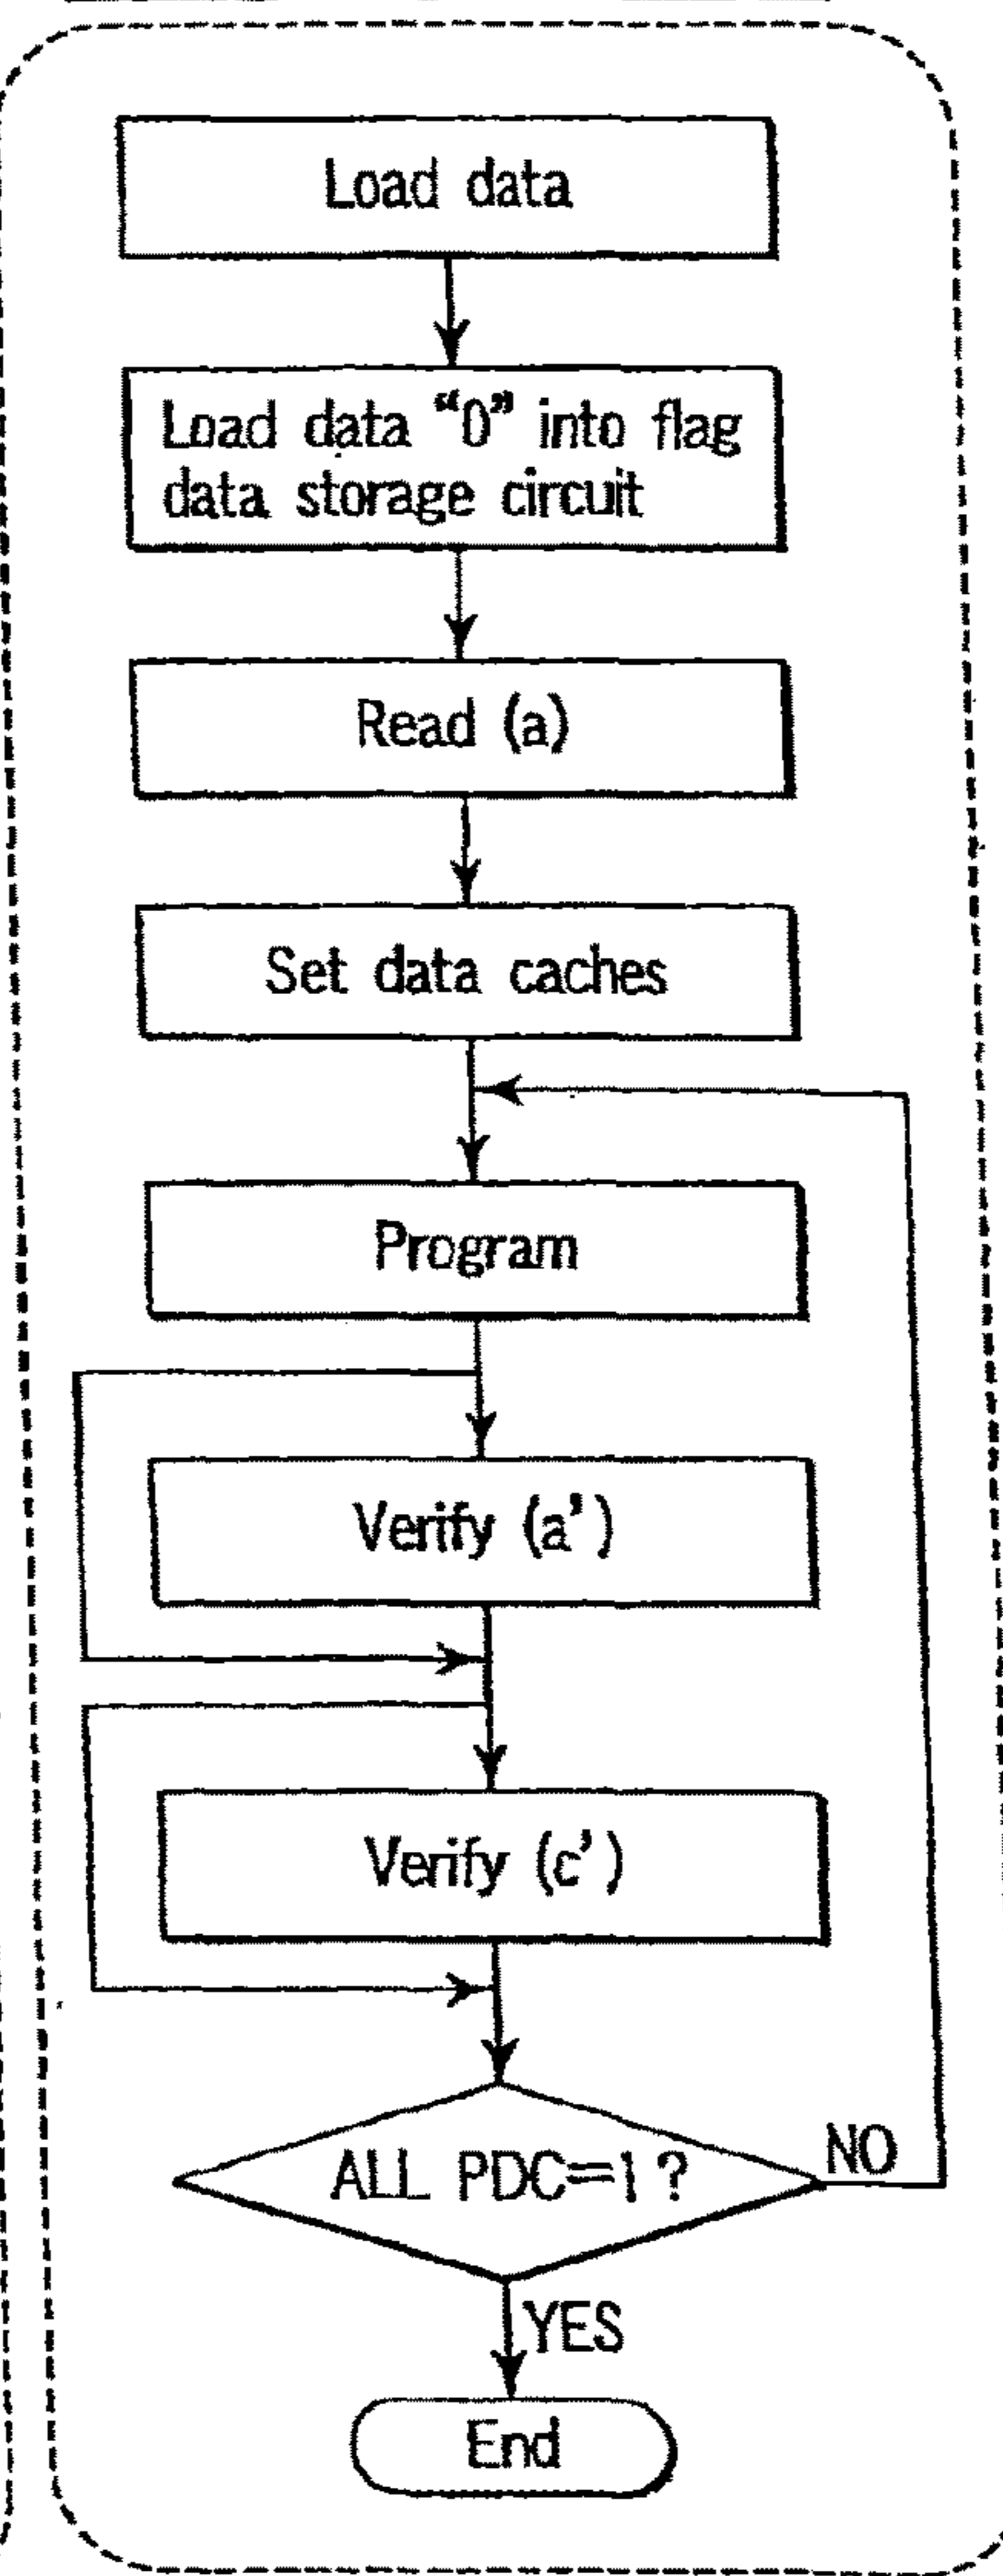 Load data
Load data “0” into flag
data storage circuit
Read (a)
Set data caches
Program
Verify (a’)
Verify (c’)
ALL PDC=1 ?
NO
YES
End